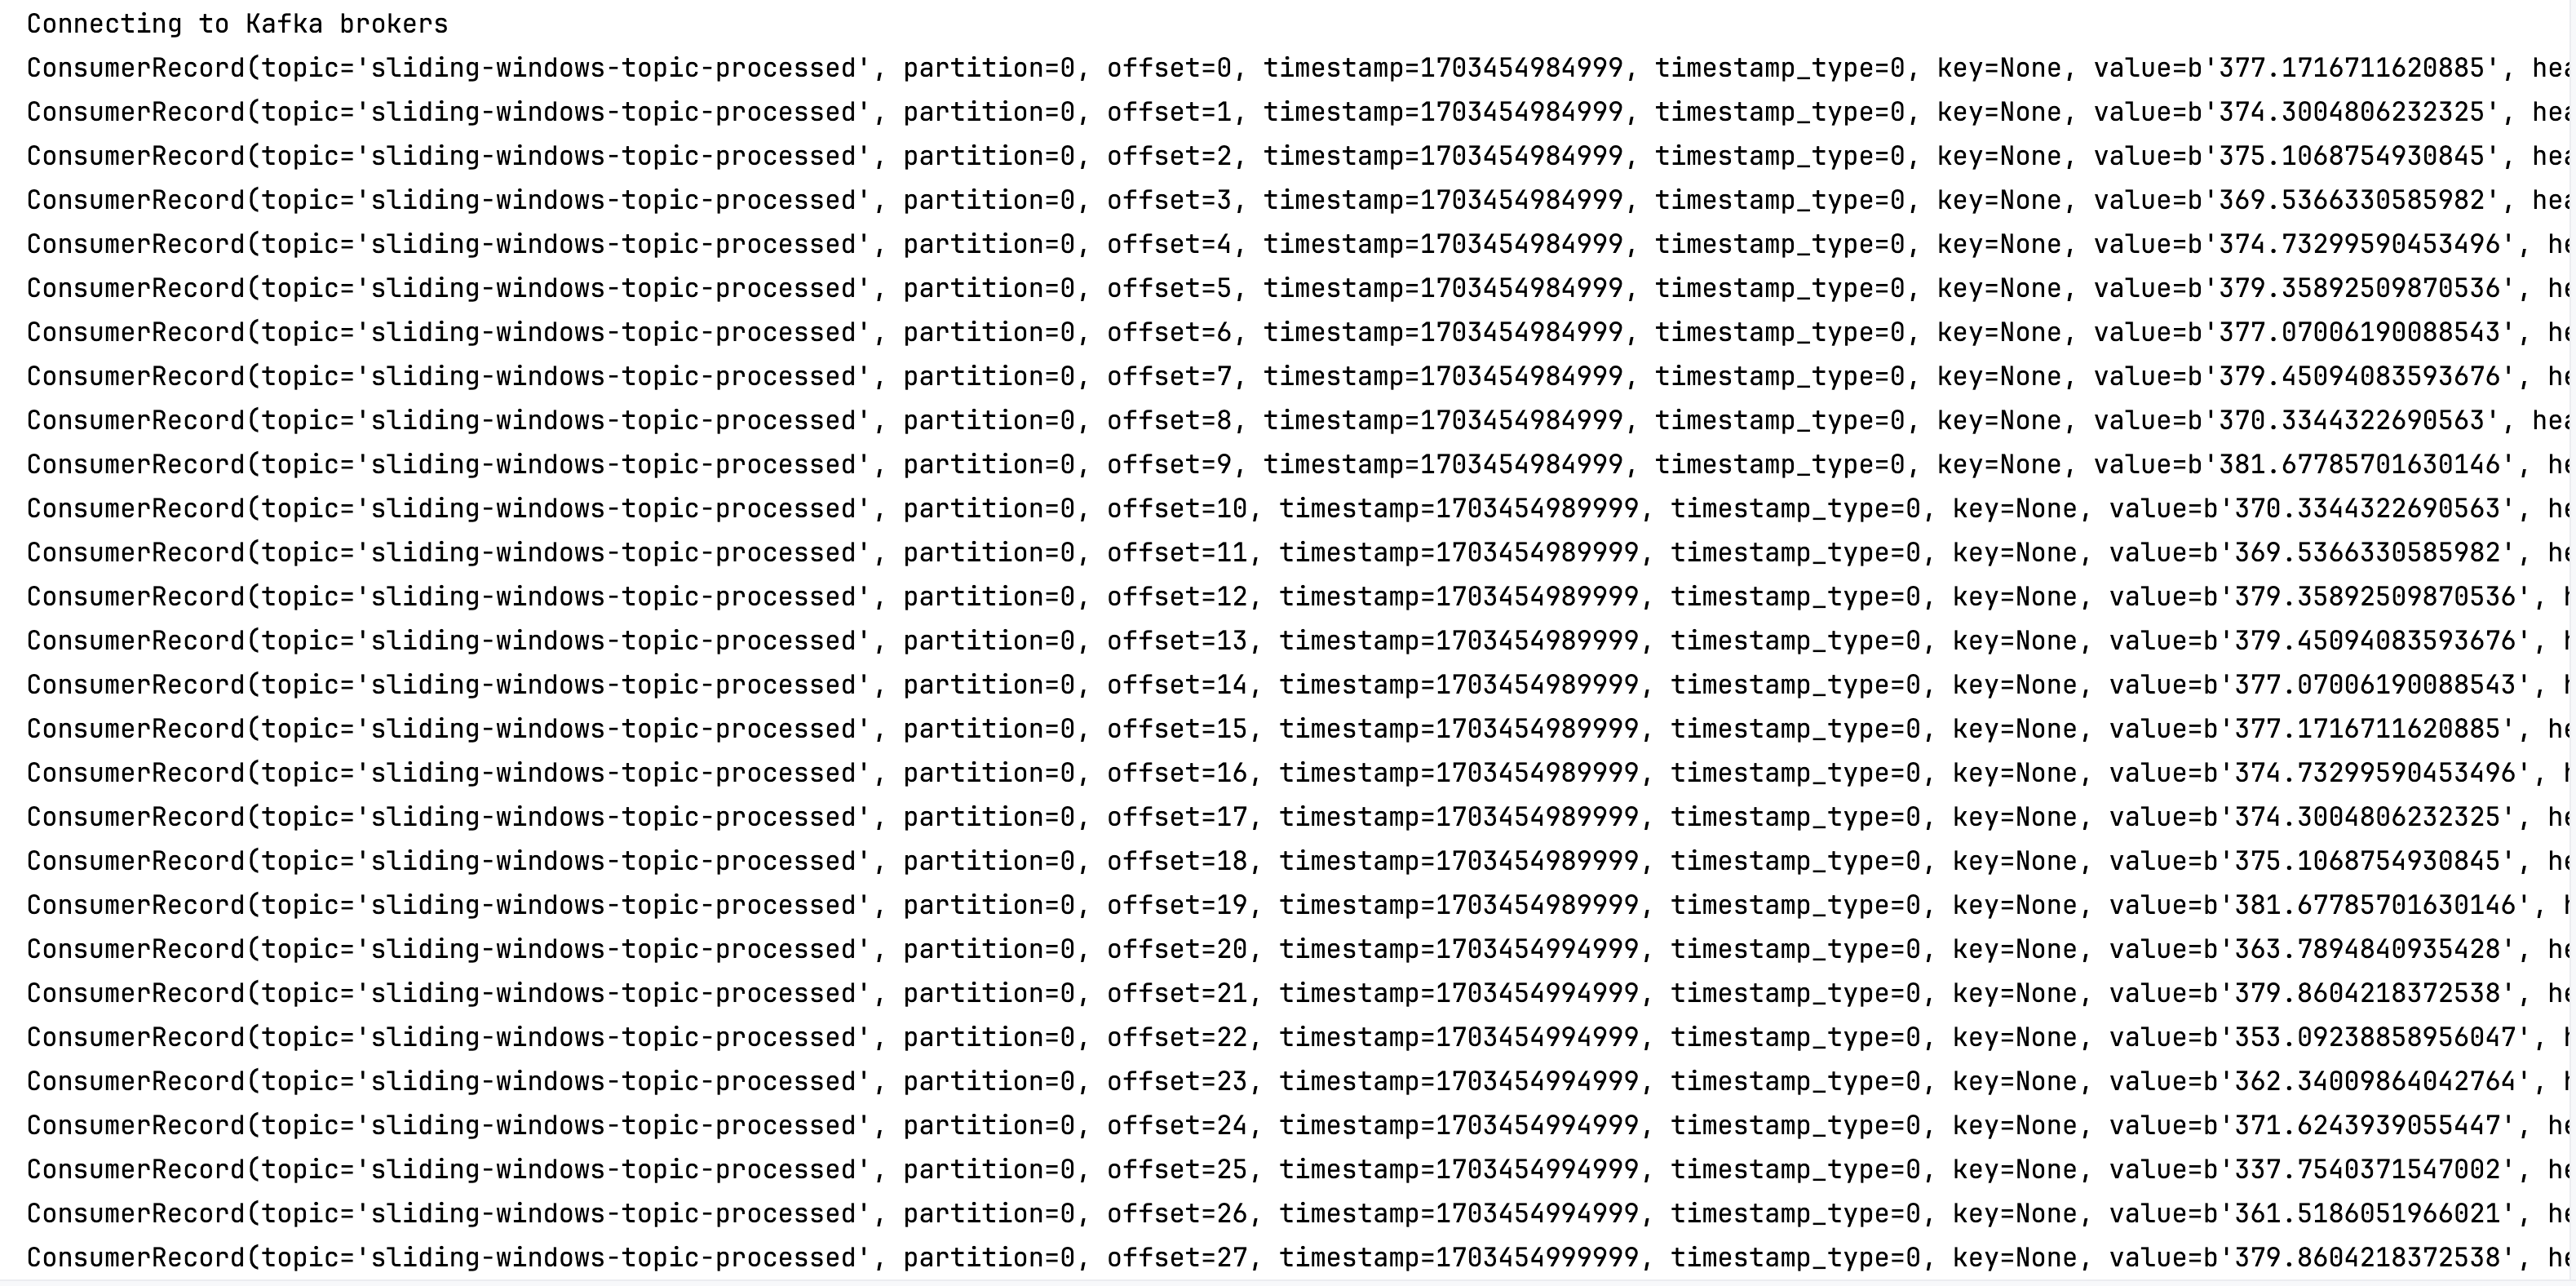 Connecting to Kafka brokers
ConsumerRecord(topic='sliding-windows-topic-processed', partition=0, offset=0, timestamp=1703454984999, timestamp_type=0, key=None, value=b'377.1716711620885', hea
ConsumerRecord(topic='sliding-windows-topic-processed', partition=0, offset=1, timestamp=1703454984999, timestamp_type=0, key=None, value=b'374.3004806232325', hea
ConsumerRecord(topic='sliding-windows-topic-processed', partition=0, offset=2, timestamp=1703454984999, timestamp_type=0, key=None, value=b'375.1068754930845', hea
ConsumerRecord(topic='sliding-windows-topic-processed', partition=0, offset=3, timestamp=1703454984999, timestamp_type=0, key=None, value=b'369.5366330585982', hea
ConsumerRecord(topic='sliding-windows-topic-processed', partition=0, offset=4, timestamp=1703454984999, timestamp_type=0, key=None, value=b'374.73299590453496', he
ConsumerRecord(topic='sliding-windows-topic-processed', partition=0, offset=5, timestamp=1703454984999, timestamp_type=0, key=None, value=b'379.35892509870536', he
ConsumerRecord(topic='sliding-windows-topic-processed', partition=0, offset=6, timestamp=1703454984999, timestamp_type=0, key=None, value=b'377.07006190088543', he
ConsumerRecord(topic='sliding-windows-topic-processed', partition=0, offset=7, timestamp=1703454984999, timestamp_type=0, key=None, value=b'379.45094083593676', he
ConsumerRecord(topic='sliding-windows-topic-processed', partition=0, offset=8, timestamp=1703454984999, timestamp_type=0, key=None, value=b'370.3344322690563', hea
ConsumerRecord(topic='sliding-windows-topic-processed', partition=0, offset=9, timestamp=1703454984999, timestamp_type=0, key=None, value=b'381.67785701630146', he
ConsumerRecord(topic='sliding-windows-topic-processed', partition=0, offset=10, timestamp=1703454989999, timestamp_type=0, key=None, value=b'370.3344322690563', he
ConsumerRecord(topic='sliding-windows-topic-processed', partition=0, offset=11, timestamp=1703454989999, timestamp_type=0, key=None, value=b'369.5366330585982', he
ConsumerRecord(topic='sliding-windows-topic-processed', partition=0, offset=12, timestamp=1703454989999, timestamp_type=0, key=None, value=b'379.35892509870536', h
ConsumerRecord(topic='sliding-windows-topic-processed', partition=0, offset=13, timestamp=1703454989999, timestamp_type=0, key=None, value=b'379.45094083593676', h
ConsumerRecord(topic='sliding-windows-topic-processed', partition=0, offset=14, timestamp=1703454989999, timestamp_type=0, key=None, value=b'377.07006190088543', h
ConsumerRecord(topic='sliding-windows-topic-processed', partition=0, offset=15, timestamp=1703454989999, timestamp_type=0, key=None, value=b'377.1716711620885', he
ConsumerRecord(topic='sliding-windows-topic-processed', partition=0, offset=16, timestamp=1703454989999, timestamp_type=0, key=None, value=b'374.73299590453496', h
ConsumerRecord(topic='sliding-windows-topic-processed', partition=0, offset=17, timestamp=1703454989999, timestamp_type=0, key=None, value=b'374.3004806232325', he
ConsumerRecord(topic='sliding-windows-topic-processed', partition=0, offset=18, timestamp=1703454989999, timestamp_type=0, key=None, value=b'375.1068754930845', he
ConsumerRecord(topic='sliding-windows-topic-processed', partition=0, offset=19, timestamp=1703454989999, timestamp_type=0, key=None, value=b'381.67785701630146', h
ConsumerRecord(topic='sliding-windows-topic-processed', partition=0, offset=20, timestamp=1703454994999, timestamp_type=0, key=None, value=b'363.7894840935428', he
ConsumerRecord(topic='sliding-windows-topic-processed', partition=0, offset=21, timestamp=1703454994999, timestamp_type=0, key=None, value=b'379.8604218372538', he
ConsumerRecord(topic='sliding-windows-topic-processed', partition=0, offset=22, timestamp=1703454994999, timestamp_type=0, key=None, value=b'353.09238858956047', h
ConsumerRecord(topic='sliding-windows-topic-processed', partition=0, offset=23, timestamp=1703454994999, timestamp_type=0, key=None, value=b'362.34009864042764', h
ConsumerRecord(topic='sliding-windows-topic-processed', partition=0, offset=24, timestamp=1703454994999, timestamp_type=0, key=None, value=b'371.6243939055447', he
ConsumerRecord(topic='sliding-windows-topic-processed', partition=0, offset=25, timestamp=1703454994999, timestamp_type=0, key=None, value=b'337.7540371547002', he
ConsumerRecord(topic='sliding-windows-topic-processed', partition=0, offset=26, timestamp=1703454994999, timestamp_type=0, key=None, value=b'361.5186051966021', he
ConsumerRecord(topic='sliding-windows-topic-processed', partition=0, offset=27, timestamp=1703454999999, timestamp_type=0, key=None, value=b'379.8604218372538', he